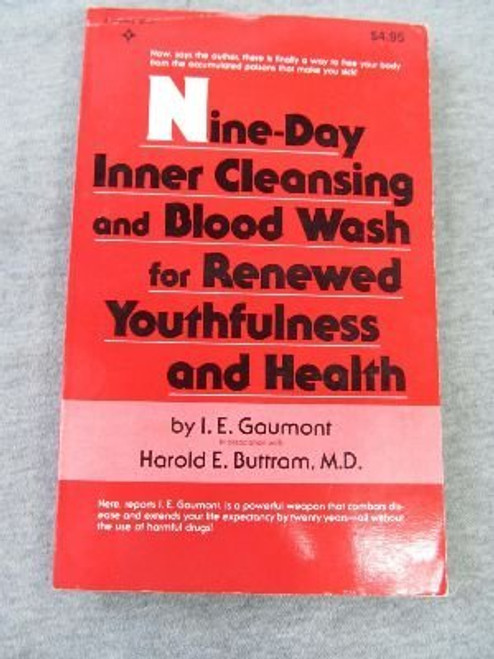 $4.95
Now, says the author, there is finally a way to free your body
from the accumulated poisons that make you sick!
Nine-Day
Inner Cleansing
and Blood Wash
for Renewed
Youthfulness
and Health
by I. E. Gaumont
in association with
Harold E. Buttram, M.D.
Here, reports I. E. Gaumont, is a powerful weapon that combats dis-
ease and extends your life expectancy by twenty years—all without
the use of harmful drugs!